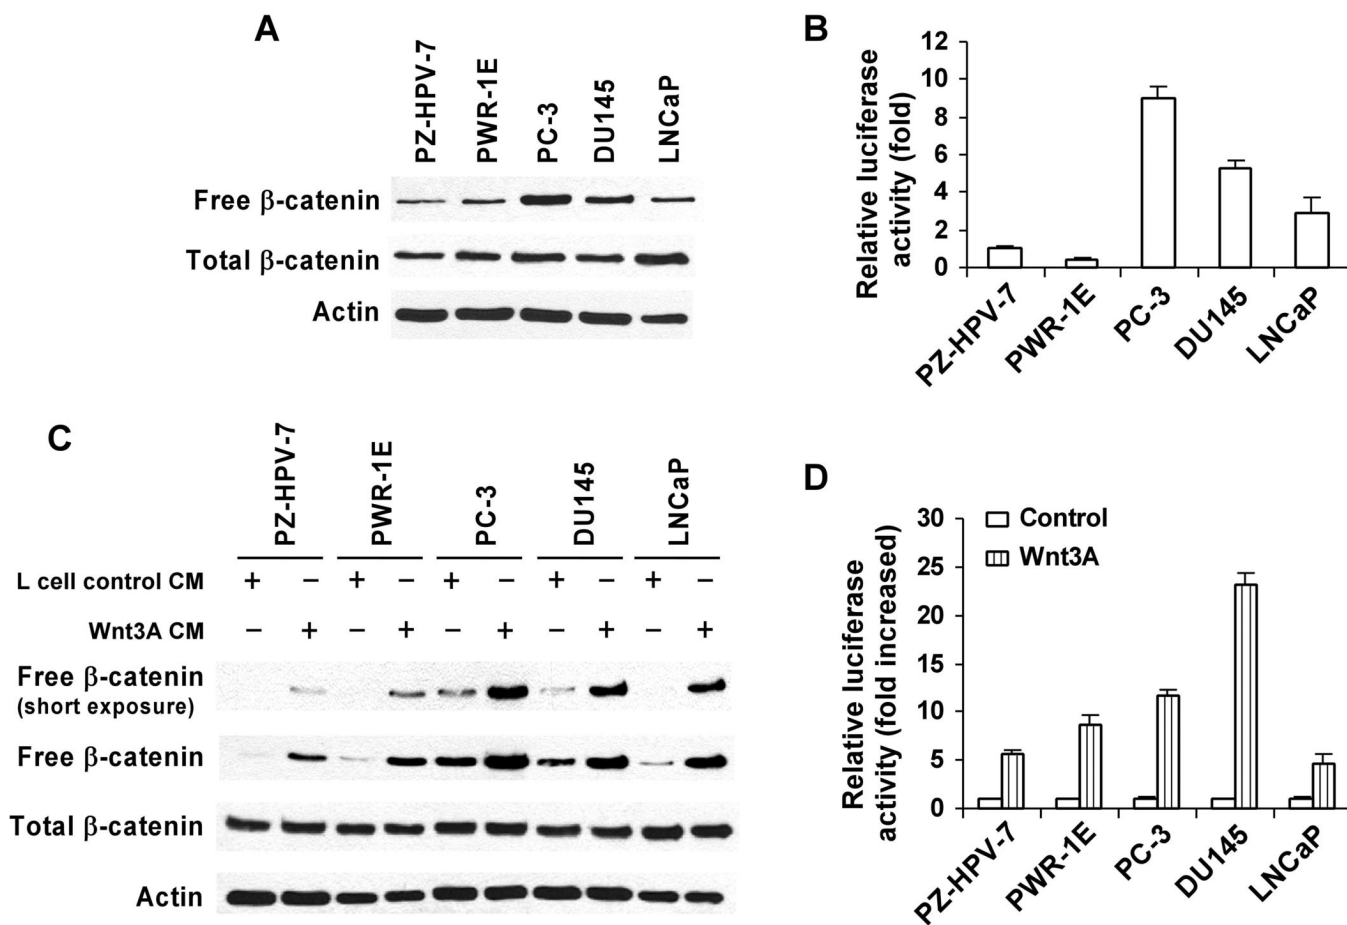 A
PZ-HPV-7
PWR-1E
PC-3
DU145
LNCaP
Free β-catenin
Total β-catenin
Actin
B
Relative luciferase
activity (fold)
12
10
8
6
4
2
0
PZ-HPV-7
PWR-1E
PC-3
DU145
LNCaP
C
PZ-HPV-7
PWR-1E
PC-3
DU145
LNCaP
L cell control CM + – + – + – + – + –
Wnt3A CM – + – + – + – + – +
Free β-catenin
(short exposure)
Free β-catenin
Total β-catenin
Actin
D
Relative luciferase
activity (fold increased)
30
25
20
15
10
5
0
Control
Wnt3A
PZ-HPV-7
PWR-1E
PC-3
DU145
LNCaP